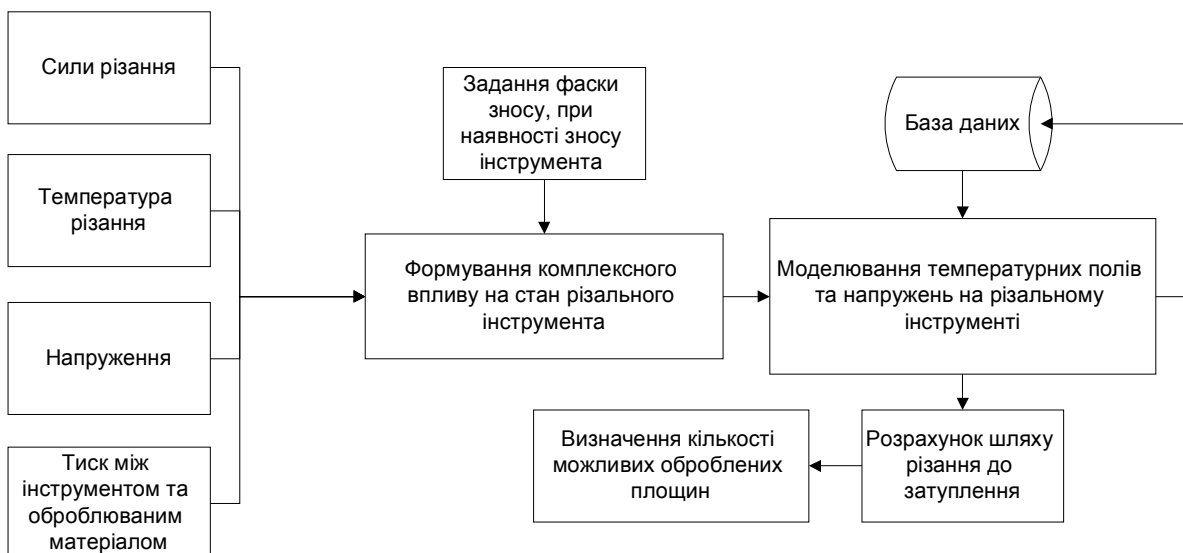 Сили різання
Температура
різання
Напруження
Тиск між
інструментом та
оброблюваним
матеріалом
Задання фаски
зносу, при
наявності зносу
інструмента
Формування комплексного
впливу на стан різального
інструмента
База даних
Моделювання температурних полів
та напружень на різальному
інструменті
Розрахунок шляху
різання до
затуплення
Визначення кількості
можливих оброблених
площин